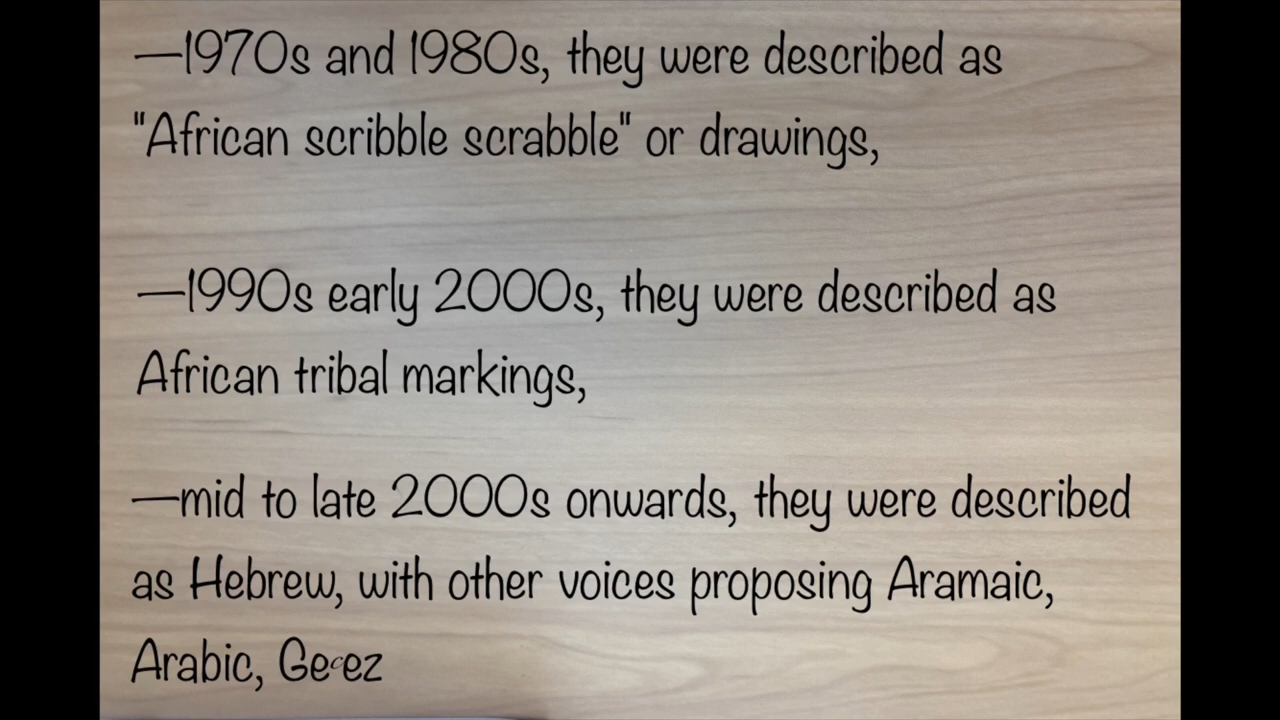 —1970s and 1980s, they were described as
"African scribble scrabble" or drawings,
—1990s early 2000s, they were described as
African tribal markings,
—mid to late 2000s onwards, they were described
as Hebrew, with other voices proposing Aramaic,
Arabic, Geʿez